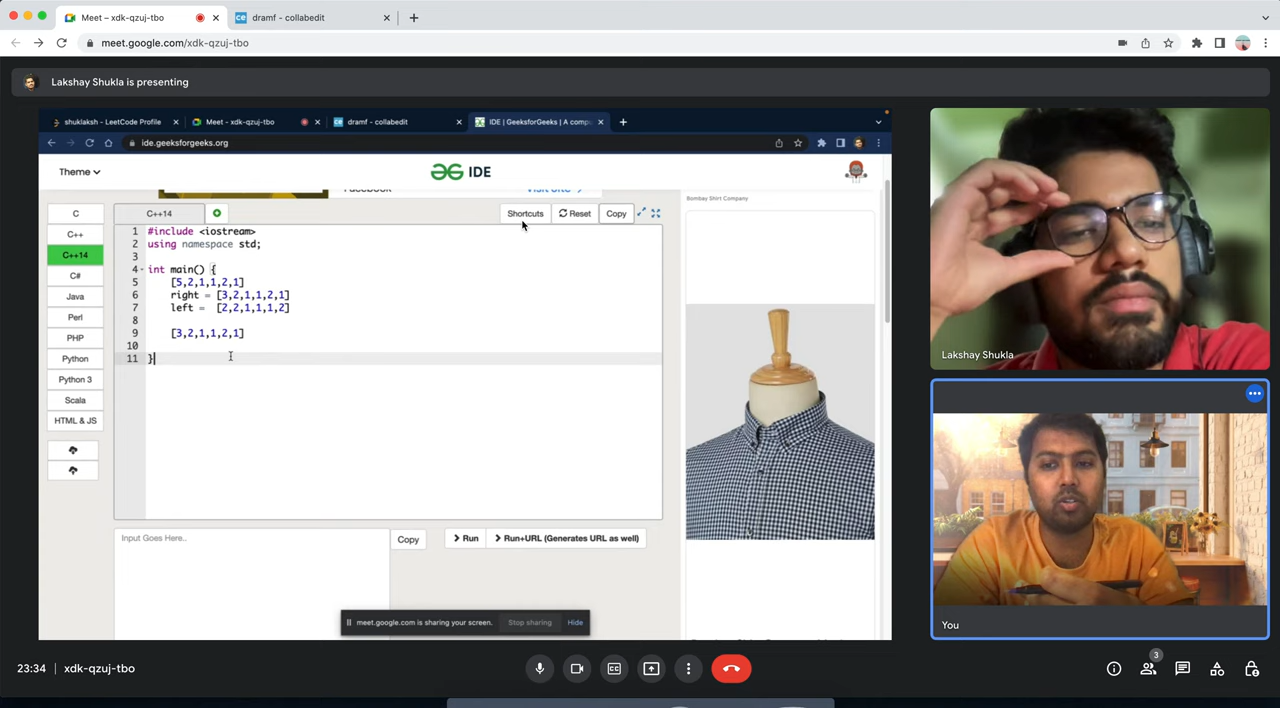 Meet – xdk-qzuj-tbo
dramf - collabedit
meet.google.com/xdk-qzuj-tbo
Lakshay Shukla is presenting
shuklaksh - LeetCode Profile
Meet - xdk-qzuj-tbo
dramf - collabedit
IDE | GeeksforGeeks | A compu
ide.geeksforgeeks.org
Theme
IDE
Facebook
Visit Site
Bombay Shirt Company
C
C++
C++14
C#
Java
Perl
PHP
Python
Python 3
Scala
HTML & JS
C++14
Shortcuts
Reset
Copy
1 #include <iostream>
2 using namespace std;
3
4 int main() {
5 [5,2,1,1,2,1]
6 right = [3,2,1,1,2,1]
7 left = [2,2,1,1,1,2]
8
9 [3,2,1,1,2,1]
10
11 }
Input Goes Here..
Copy
Run
Run+URL (Generates URL as well)
meet.google.com is sharing your screen.
Stop sharing
Hide
Lakshay Shukla
You
23:34 | xdk-qzuj-tbo
3